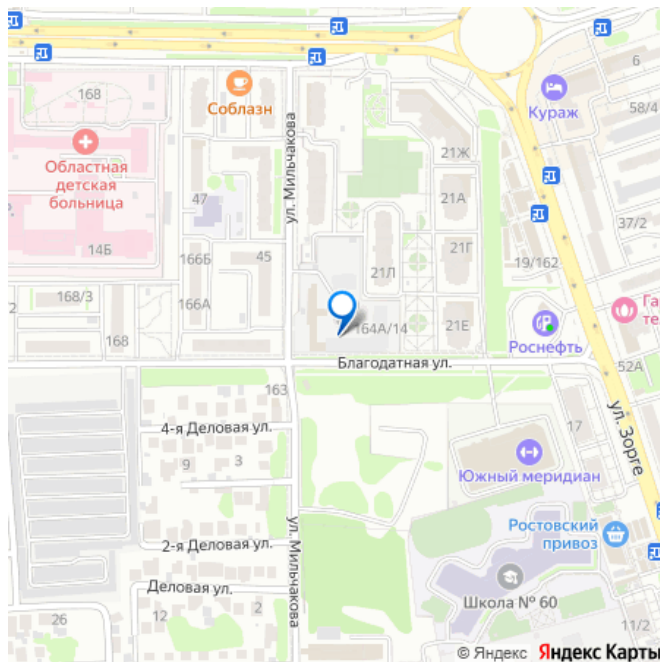 168
Соблазн
6
58/4
Кураж
Областная
детская
больница
ул. Мильчакова
21Ж
47
21А
37/2
14Б
166Б
45
21Г
19/162
21Л
2
168/3
166А
168
164А/14
21Е
Роснефть
Га
те
Благодатная ул.
52А
163
ул. Зорге
4-я Деловая ул.
17
9
3
Южный меридиан
ул. Мильчакова
2-я Деловая ул.
Ростовский
привоз
Деловая ул.
Школа № 60
26
12
2
11/2
© Яндекс Яндекс Карты